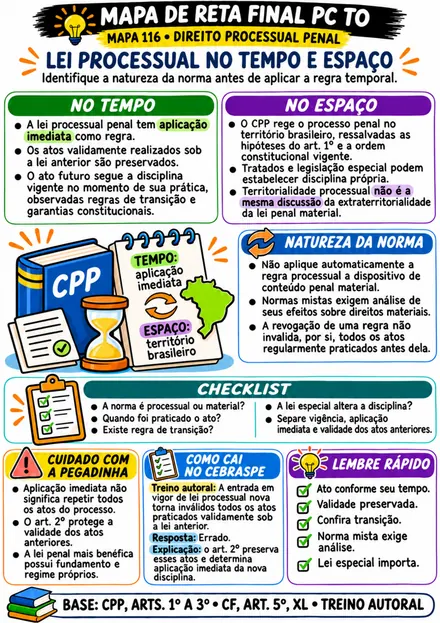 MAPA DE RETA FINAL PC TO
MAPA 116 • DIREITO PROCESSUAL PENAL
LEI PROCESSUAL NO TEMPO E ESPAÇO
Identifique a natureza da norma antes de aplicar a regra temporal.
NO TEMPO
• A lei processual penal tem aplicação
imediata como regra.
• Os atos validamente realizados sob
a lei anterior são preservados.
• O ato futuro segue a disciplina
vigente no momento de sua prática,
observadas regras de transição e
garantias constitucionais.
NO ESPAÇO
• O CPP rege o processo penal no
território brasileiro, ressalvadas as
hipóteses do art. 1º e a ordem
constitucional vigente.
• Tratados e legislação especial podem
estabelecer disciplina própria.
• Territorialidade processual não é a
mesma discussão da extraterritorialidade
da lei penal material.
CPP
TEMPO:
aplicação
imediata
ESPAÇO:
território
brasileiro
NATUREZA DA NORMA
• Não aplique automaticamente a
regra processual a dispositivo de
conteúdo penal material.
• Normas mistas exigem análise de
seus efeitos sobre direitos materiais.
• A revogação de uma regra não
invalida, por si, todos os atos
regularmente praticados antes dela.
CHECKLIST
• A norma é processual ou material?
• Quando foi praticado o ato?
• Existe regra de transição?
• A lei especial altera a disciplina?
• Separe vigência, aplicação
imediata e validade dos atos anteriores.
CUIDADO COM
A PEGADINHA
• Aplicação imediata não
significa repetir todos
os atos do processo.
• O art. 2º protege a
validade dos atos
anteriores.
• A lei penal mais benéfica
possui fundamento e
regime próprios.
COMO CAI
NO CEBRASPE
Treino autoral: A entrada em
vigor de lei processual nova
torna inválidos todos os atos
praticados validamente sob
a lei anterior.
Resposta: Errado.
Explicação: o art. 2º preserva
esses atos e determina
aplicação imediata da nova
disciplina.
LEMBRE RÁPIDO
Ato conforme seu tempo.
Validade preservada.
Confira transição.
Norma mista exige
análise.
Lei especial importa.
BASE: CPP, ARTS. 1º A 3º • CF, ART. 5º, XL • TREINO AUTORAL